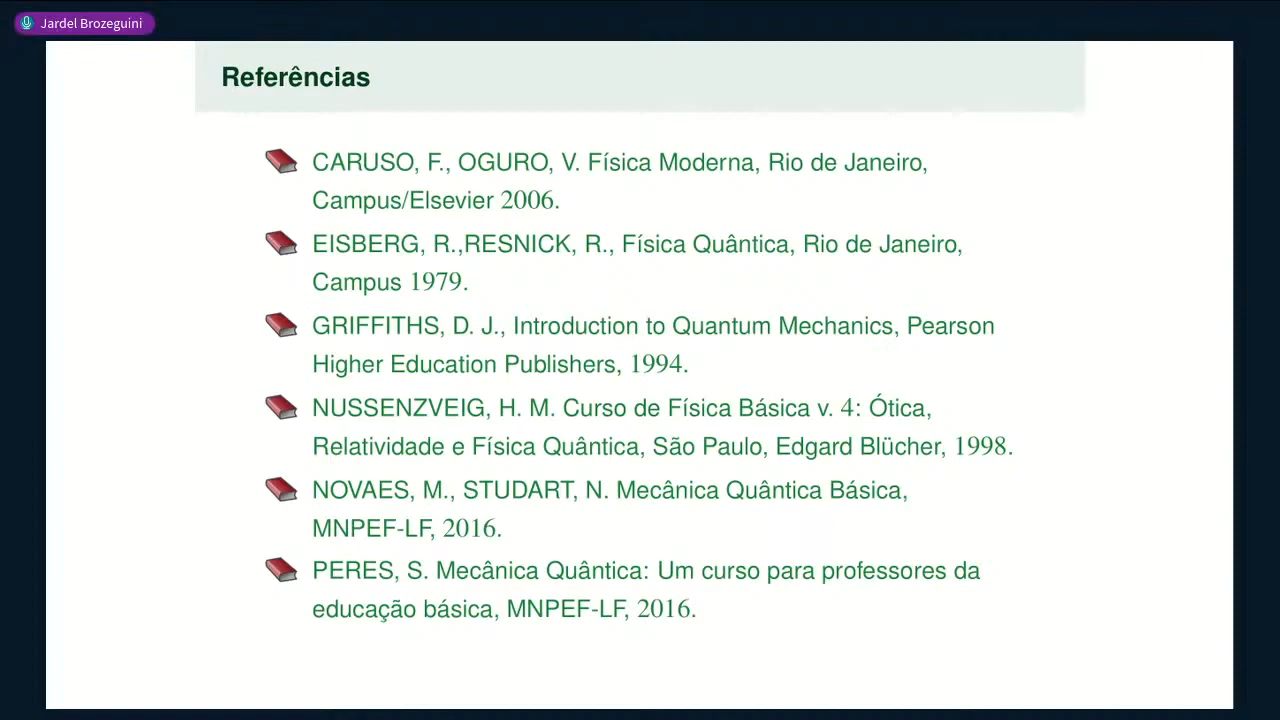 Jardel Brozeguini
Referências
CARUSO, F., OGURO, V. Física Moderna, Rio de Janeiro,
Campus/Elsevier 2006.
EISBERG, R.,RESNICK, R., Física Quântica, Rio de Janeiro,
Campus 1979.
GRIFFITHS, D. J., Introduction to Quantum Mechanics, Pearson
Higher Education Publishers, 1994.
NUSSENZVEIG, H. M. Curso de Física Básica v. 4: Ótica,
Relatividade e Física Quântica, São Paulo, Edgard Blücher, 1998.
NOVAES, M., STUDART, N. Mecânica Quântica Básica,
MNPEF-LF, 2016.
PERES, S. Mecânica Quântica: Um curso para professores da
educação básica, MNPEF-LF, 2016.